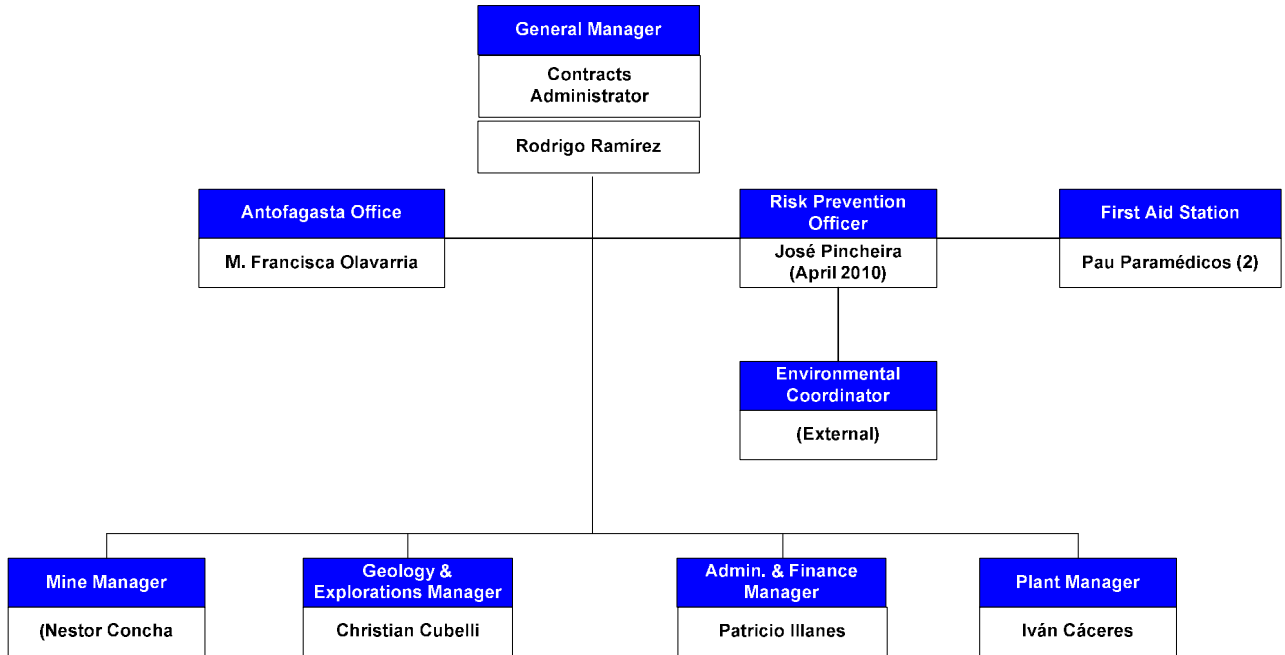 General Manager
Contracts
Administrator
Rodrigo Ramírez
Antofagasta Office
M. Francisca Olavarria
Risk Prevention
Officer
José Pincheira
(April 2010)
First Aid Station
Pau Paramédicos (2)
Environmental
Coordinator
(External)
Mine Manager
(Nestor Concha
Geology &
Explorations Manager
Christian Cubelli
Admin. & Finance
Manager
Patricio Illanes
Plant Manager
Iván Cáceres